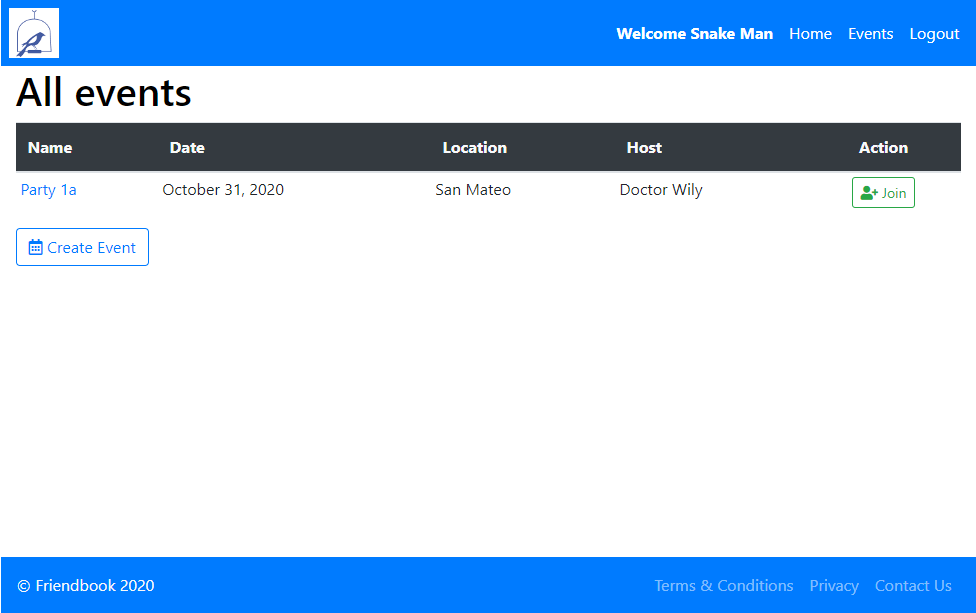 Welcome Snake Man Home Events Logout
All events
Name Date Location Host Action
Party 1a October 31, 2020 San Mateo Doctor Wily Join
Create Event
© Friendbook 2020 Terms & Conditions Privacy Contact Us